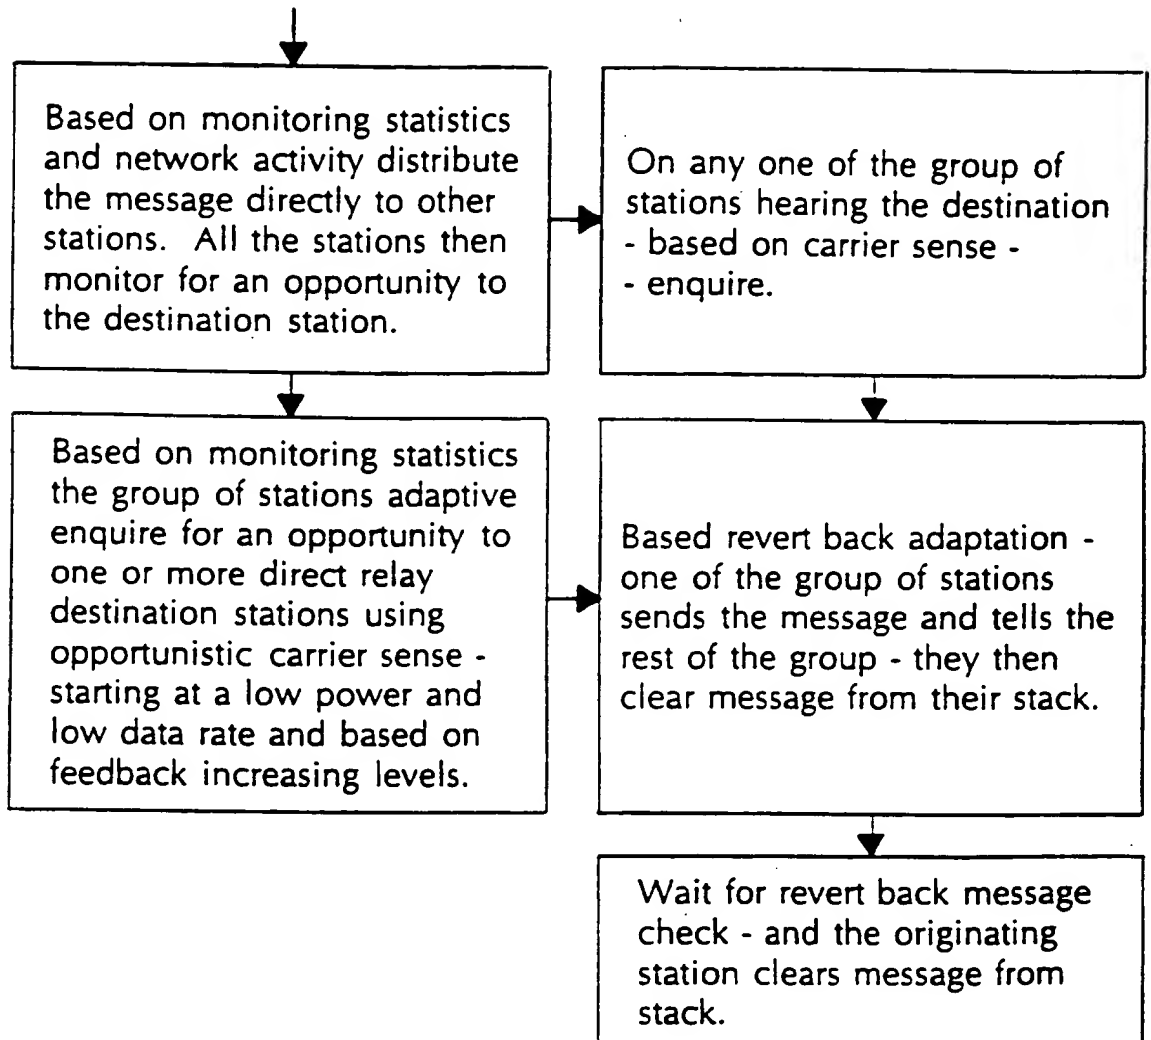 Based on monitoring statistics
and network activity distribute
the message directly to other
stations. All the stations then
monitor for an opportunity to
the destination station.
On any one of the group of
stations hearing the destination
- based on carrier sense -
- enquire.
Based on monitoring statistics
the group of stations adaptive
enquire for an opportunity to
one or more direct relay
destination stations using
opportunistic carrier sense -
starting at a low power and
low data rate and based on
feedback increasing levels.
Based revert back adaptation -
one of the group of stations
sends the message and tells the
rest of the group - they then
clear message from their stack.
Wait for revert back message
check - and the originating
station clears message from
stack.